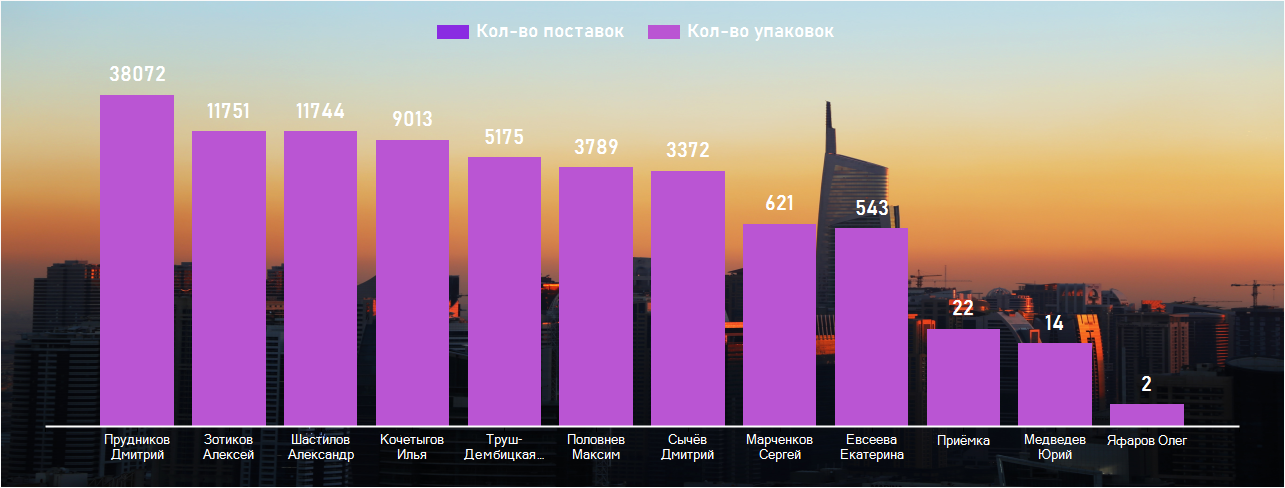 Кол-во поставок Кол-во упаковок
38072
11751
11744
9013
5175
3789
3372
621
543
22
14
2
Прудников
Дмитрий
Зотиков
Алексей
Шастилов
Александр
Кочетыгов
Илья
Труш-
Дембицкая...
Половнев
Максим
Сычёв
Дмитрий
Марченков
Сергей
Евсеева
Екатерина
Приёмка
Медведев
Юрий
Яфаров Олег